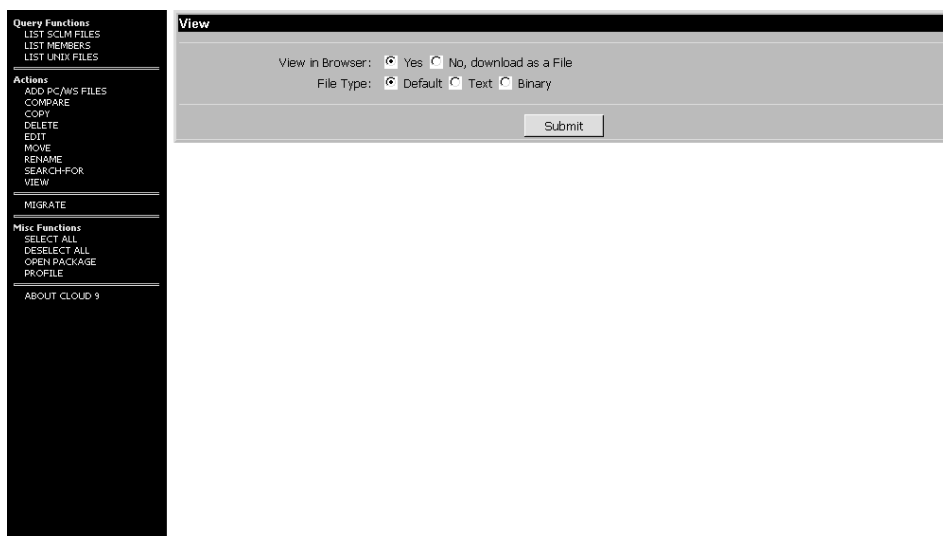 Query Functions
LIST SCLM FILES
LIST MEMBERS
LIST UNIX FILES
Actions
ADD PC/WS FILES
COMPARE
COPY
DELETE
EDIT
MOVE
RENAME
SEARCH-FOR
VIEW
MIGRATE
Misc Functions
SELECT ALL
DESELECT ALL
OPEN PACKAGE
PROFILE
ABOUT CLOUD 9
View
View in Browser: Yes No, download as a File
File Type: Default Text Binary
Submit